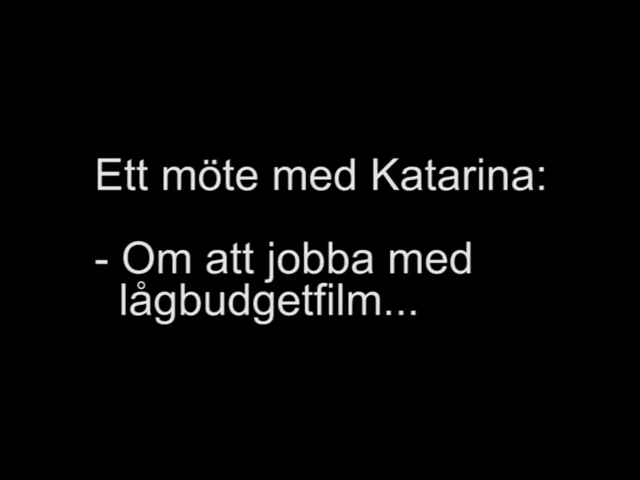 Ett möte med Katarina:
- Om att jobba med
lågbudgetfilm...